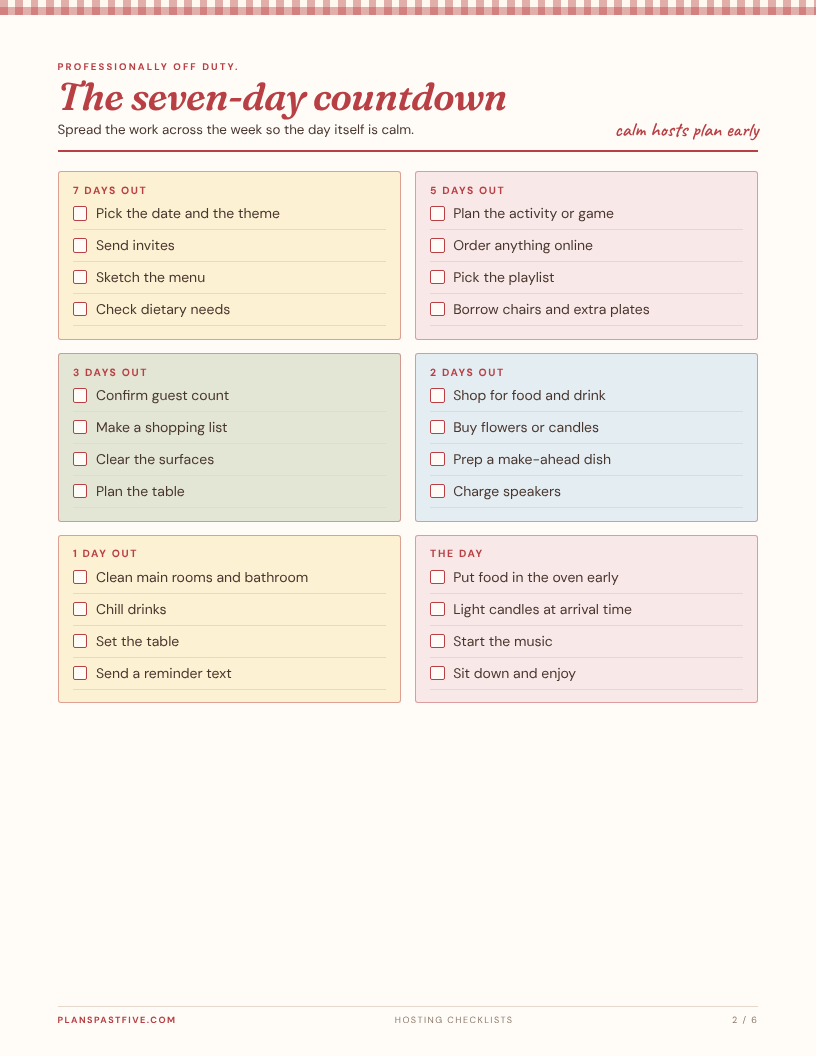 PROFESSIONALLY OFF DUTY.
The seven-day countdown
Spread the work across the week so the day itself is calm.
calm hosts plan early
7 DAYS OUT
Pick the date and the theme
Send invites
Sketch the menu
Check dietary needs
5 DAYS OUT
Plan the activity or game
Order anything online
Pick the playlist
Borrow chairs and extra plates
3 DAYS OUT
Confirm guest count
Make a shopping list
Clear the surfaces
Plan the table
2 DAYS OUT
Shop for food and drink
Buy flowers or candles
Prep a make-ahead dish
Charge speakers
1 DAY OUT
Clean main rooms and bathroom
Chill drinks
Set the table
Send a reminder text
THE DAY
Put food in the oven early
Light candles at arrival time
Start the music
Sit down and enjoy
PLANSPASTFIVE.COM
HOSTING CHECKLISTS
2 / 6